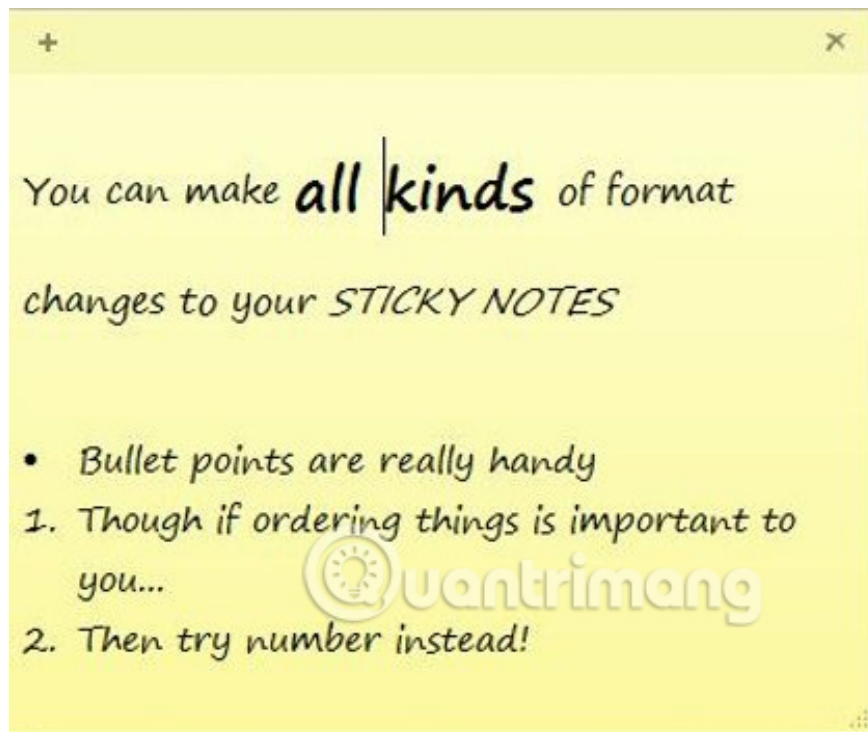 You can make all kinds of format
changes to your STICKY NOTES
• Bullet points are really handy
1. Though if ordering things is important to
you...
Quantrimang
2. Then try number instead!